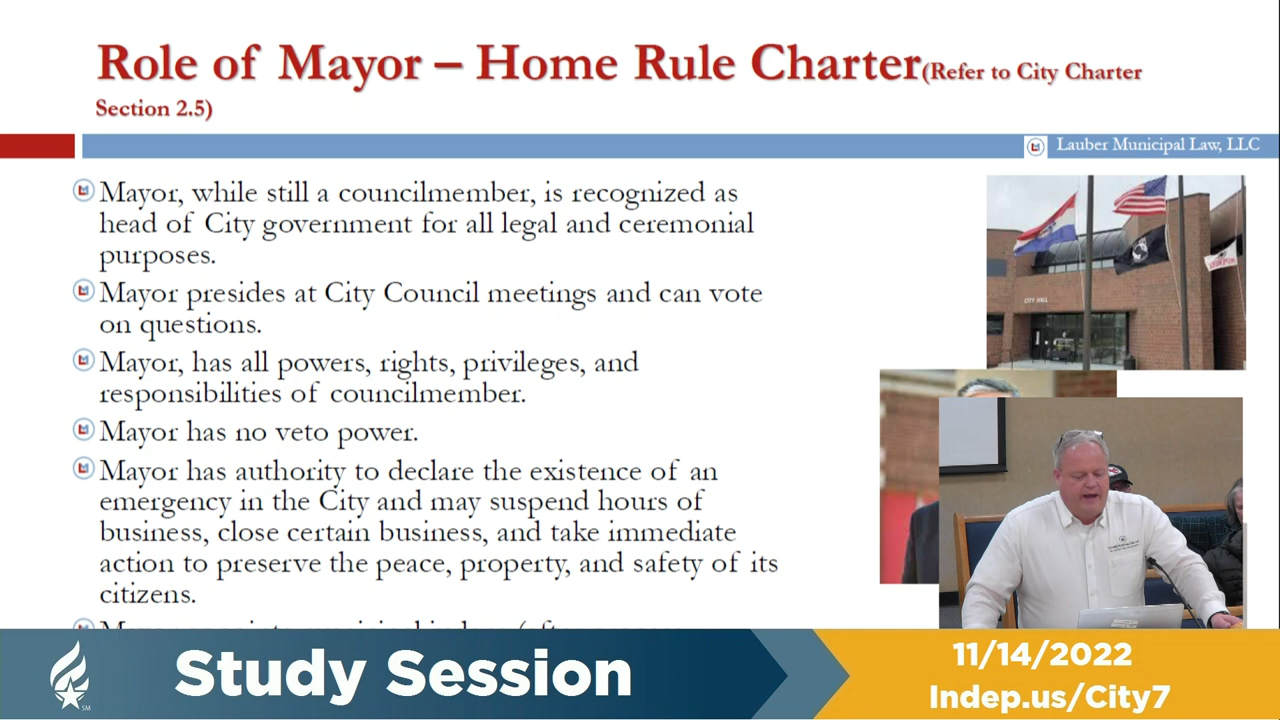 Role of Mayor – Home Rule Charter(Refer to City Charter
Section 2.5)
Lauber Municipal Law, LLC
Mayor, while still a councilmember, is recognized as
head of City government for all legal and ceremonial
purposes.
Mayor presides at City Council meetings and can vote
on questions.
Mayor, has all powers, rights, privileges, and
responsibilities of councilmember.
Mayor has no veto power.
Mayor has authority to declare the existence of an
emergency in the City and may suspend hours of
business, close certain business, and take immediate
action to preserve the peace, property, and safety of its
citizens.
CITY HALL
Study Session
SM
11/14/2022
Indep.us/City7